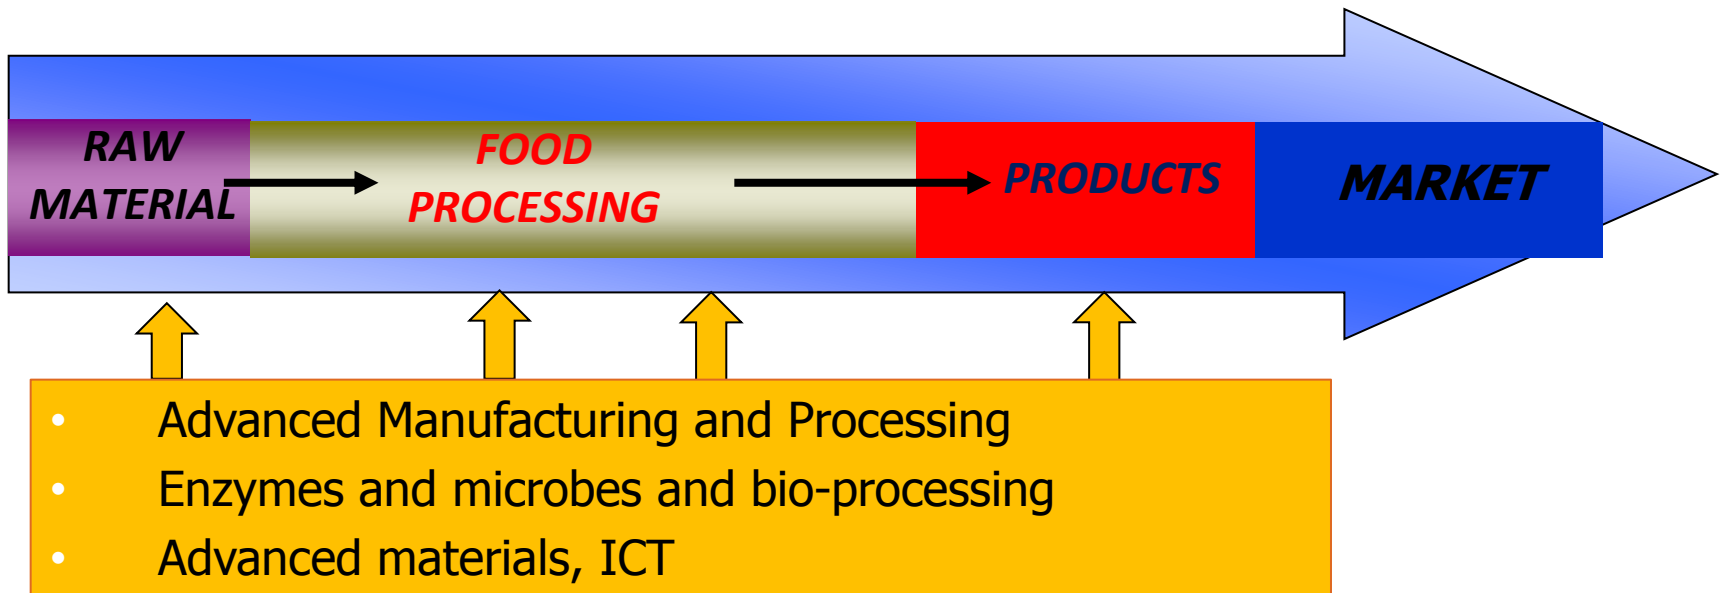 RAW
MATERIAL
FOOD
PROCESSING
PRODUCTS
MARKET
• Advanced Manufacturing and Processing
• Enzymes and microbes and bio-processing
• Advanced materials, ICT